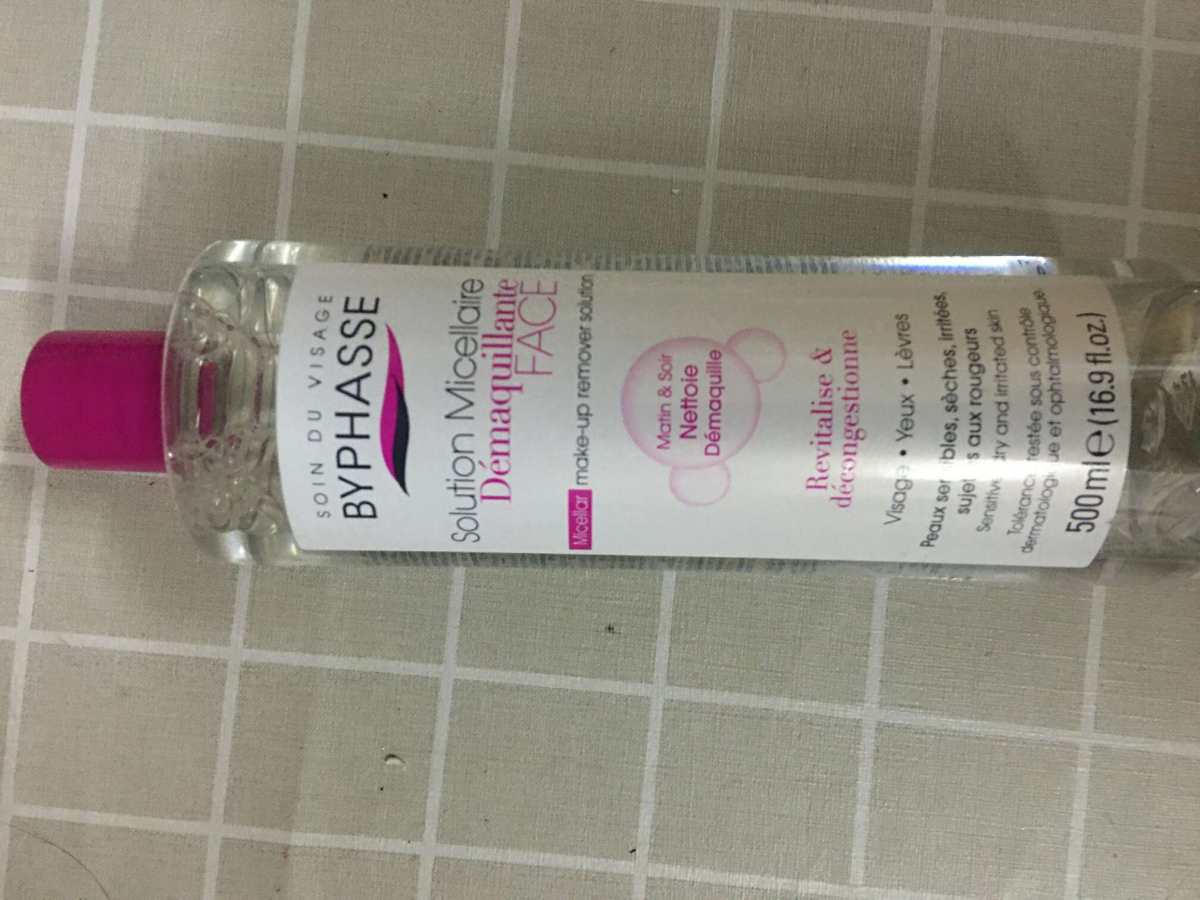 SOIN DU VISAGE
BYPHASSE
Solution Micellaire
Démaquillante
FACE
Micellar make-up remover solution
Matin & Soir
Nettoie
Démaquille
Revitalise &
décongestionne
Visage • Yeux • Lèvres
Peaux sensibles, sèches, irritées,
sujettes aux rougeurs
Sensitive, dry and irritated skin
Tolérance testée sous contrôle
dermatologique et ophtalmologique
500ml e (16.9 fl.oz.)